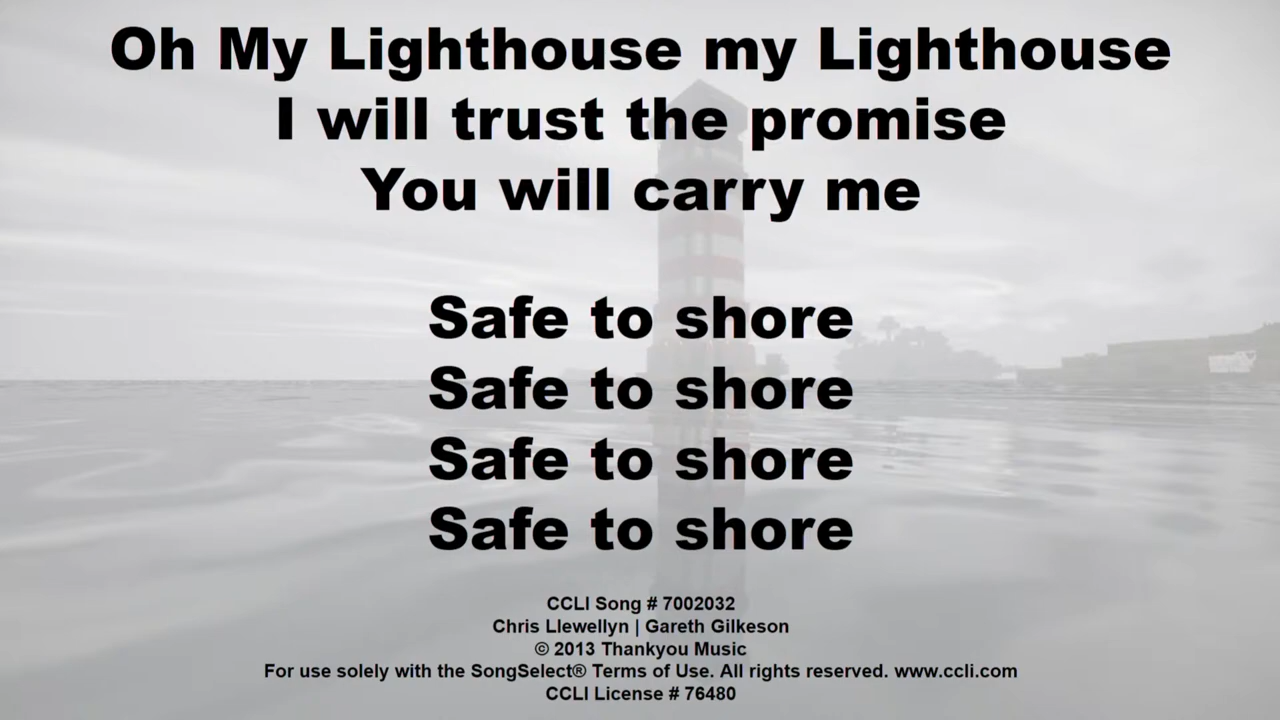 Oh My Lighthouse my Lighthouse
I will trust the promise
You will carry me
Safe to shore
Safe to shore
Safe to shore
Safe to shore
CCLI Song # 7002032
Chris Llewellyn | Gareth Gilkeson
© 2013 Thankyou Music
For use solely with the SongSelect® Terms of Use. All rights reserved. www.ccli.com
CCLI License # 76480